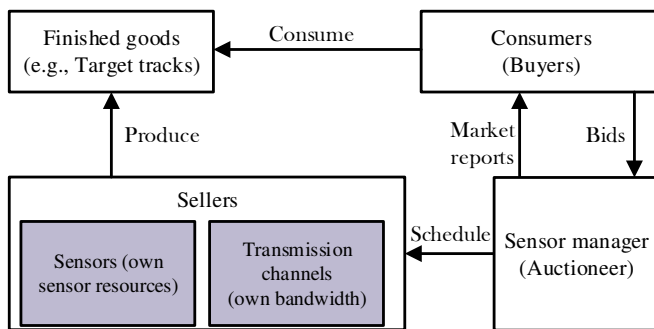 Finished goods
(e.g., Target tracks)
Consume
Consumers
(Buyers)
Produce
Market
reports
Bids
Sellers
Sensors (own
sensor resources)
Transmission
channels
(own bandwidth)
Schedule
Sensor manager
(Auctioneer)